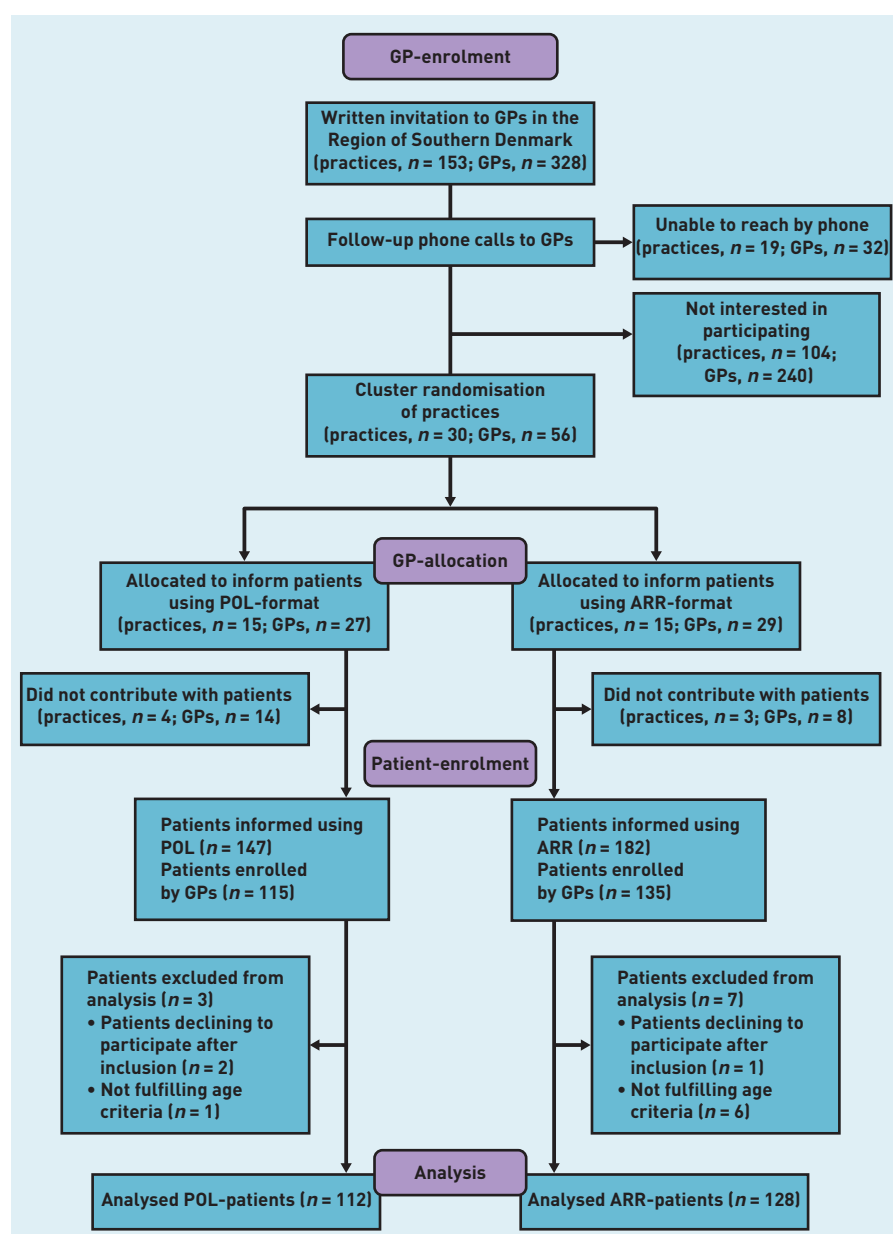 GP-enrolment
Written invitation to GPs in the
Region of Southern Denmark
(practices, n = 153; GPs, n = 328)
Follow-up phone calls to GPs
Unable to reach by phone
(practices, n = 19; GPs, n = 32)
Not interested in
participating
(practices, n = 104;
GPs, n = 240)
Cluster randomisation
of practices
(practices, n = 30; GPs, n = 56)
GP-allocation
Allocated to inform patients
using POL-format
(practices, n = 15; GPs, n = 27)
Allocated to inform patients
using ARR-format
(practices, n = 15; GPs, n = 29)
Did not contribute with patients
(practices, n = 4; GPs, n = 14)
Did not contribute with patients
(practices, n = 3; GPs, n = 8)
Patient-enrolment
Patients informed using
POL (n = 147)
Patients enrolled
by GPs (n = 115)
Patients informed using
ARR (n = 182)
Patients enrolled
by GPs (n = 135)
Patients excluded from
analysis (n = 3)
• Patients declining to
participate after
inclusion (n = 2)
• Not fulfilling age
criteria (n = 1)
Patients excluded from
analysis (n = 7)
• Patients declining to
participate after
inclusion (n = 1)
• Not fulfilling age
criteria (n = 6)
Analysis
Analysed POL-patients (n = 112)
Analysed ARR-patients (n = 128)